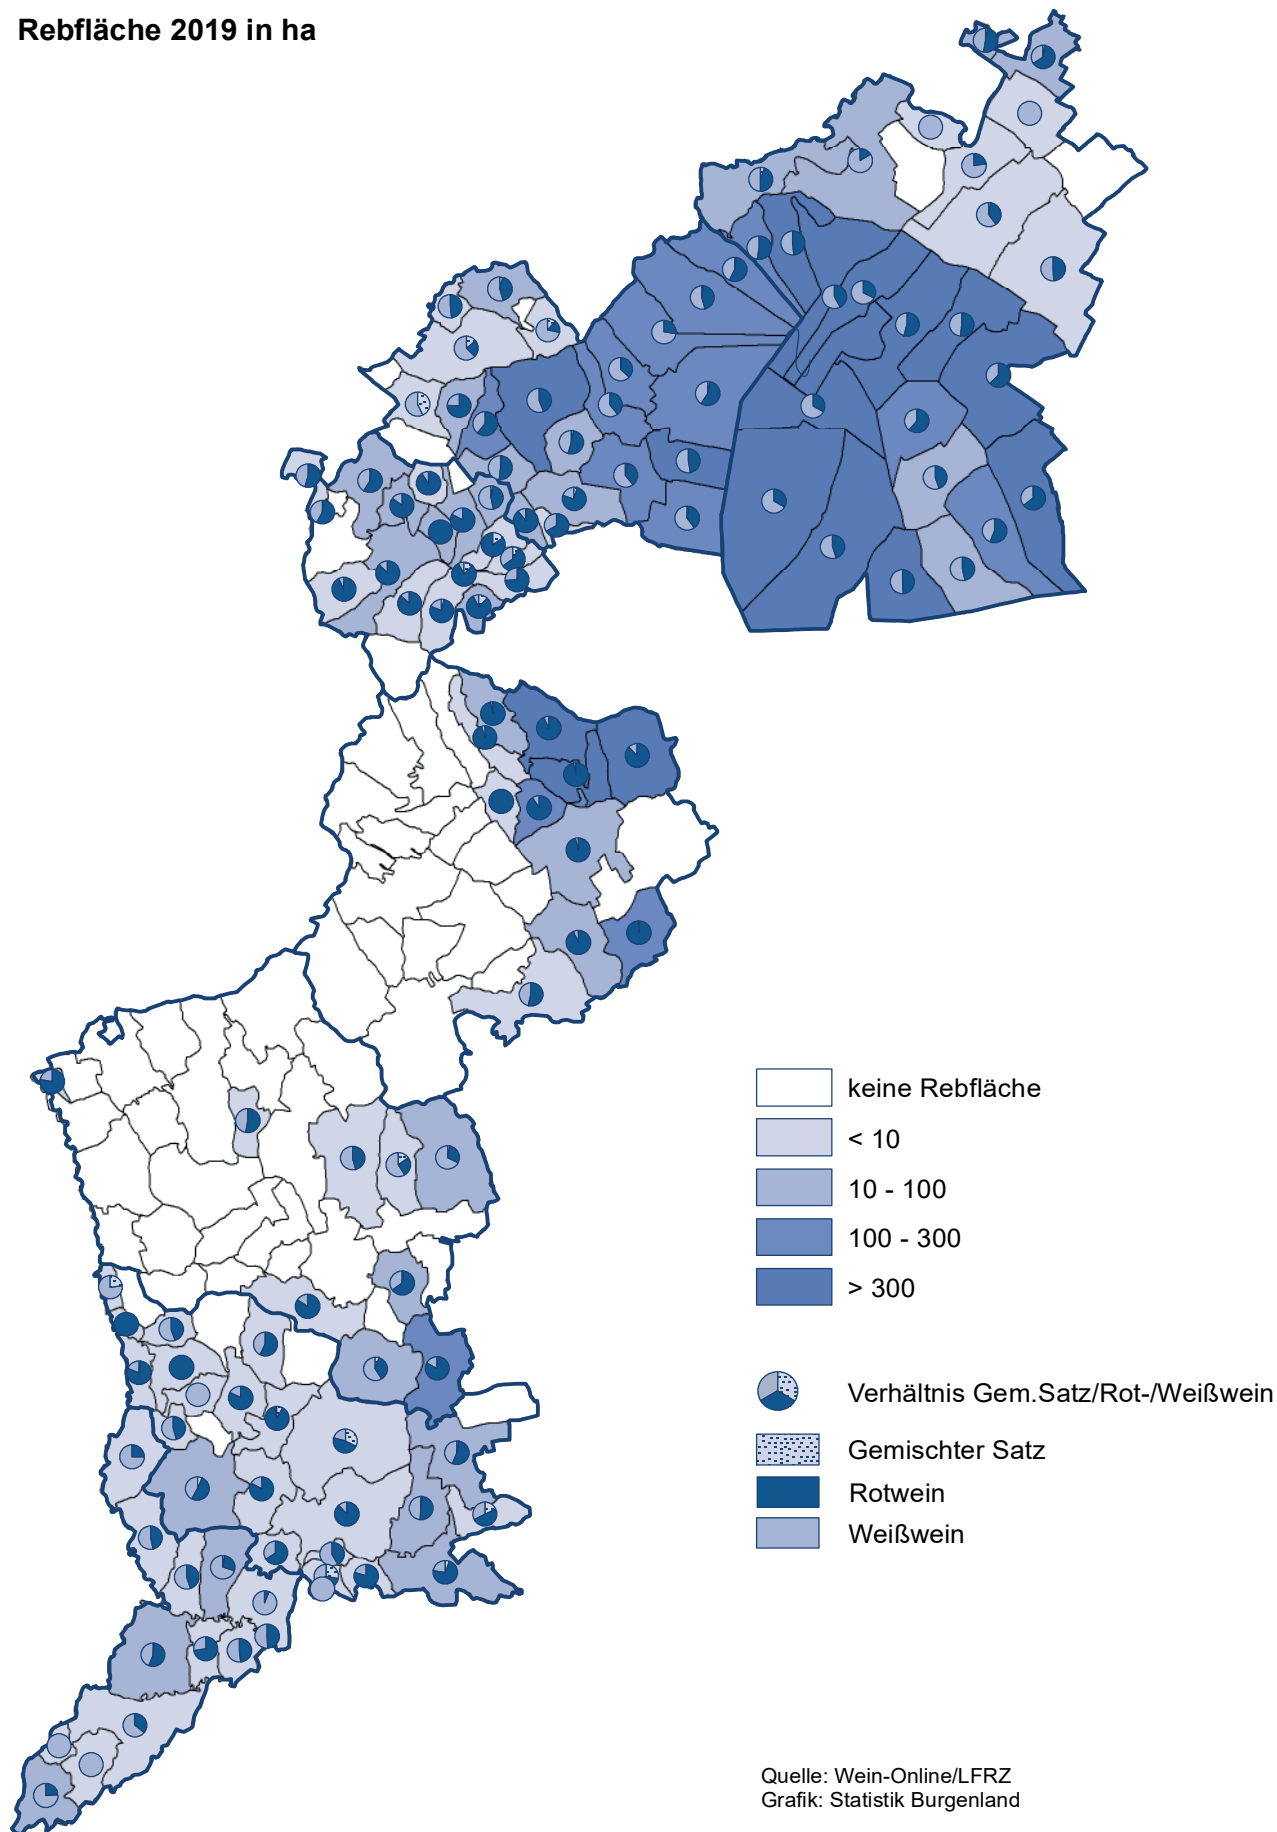 Rebfläche 2019 in ha
keine Rebfläche
< 10
10 - 100
100 - 300
> 300
Verhältnis Gem.Satz/Rot-/Weißwein
Gemischter Satz
Rotwein
Weißwein
Quelle: Wein-Online/LFRZ
Grafik: Statistik Burgenland